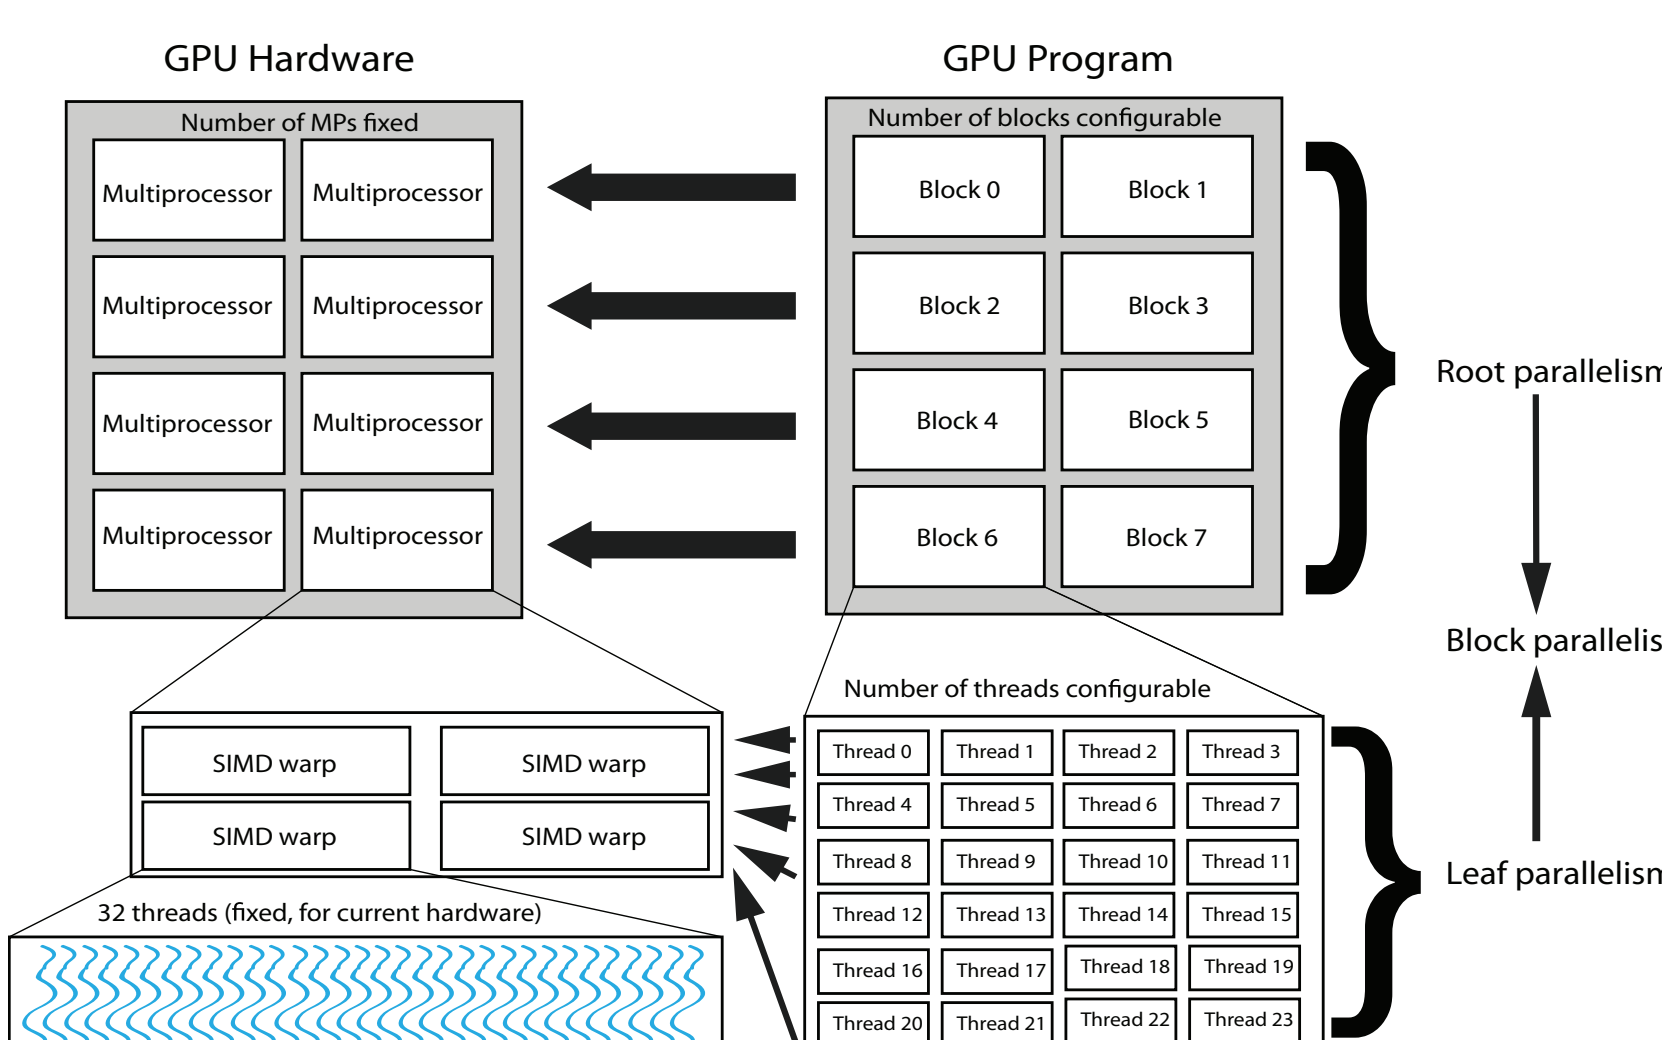 GPU Hardware
GPU Program
Number of MPs fixed
Number of blocks configurable
Multiprocessor Multiprocessor
Block 0 Block 1
Multiprocessor Multiprocessor
Block 2 Block 3
Root parallelism
Multiprocessor Multiprocessor
Block 4 Block 5
Multiprocessor Multiprocessor
Block 6 Block 7
Block parallelis
Number of threads configurable
SIMD warp SIMD warp
SIMD warp SIMD warp
Thread 0 Thread 1 Thread 2 Thread 3
Thread 4 Thread 5 Thread 6 Thread 7
Thread 8 Thread 9 Thread 10 Thread 11
Leaf parallelism
32 threads (fixed, for current hardware)
Thread 12 Thread 13 Thread 14 Thread 15
Thread 16 Thread 17 Thread 18 Thread 19
Thread 20 Thread 21 Thread 22 Thread 23